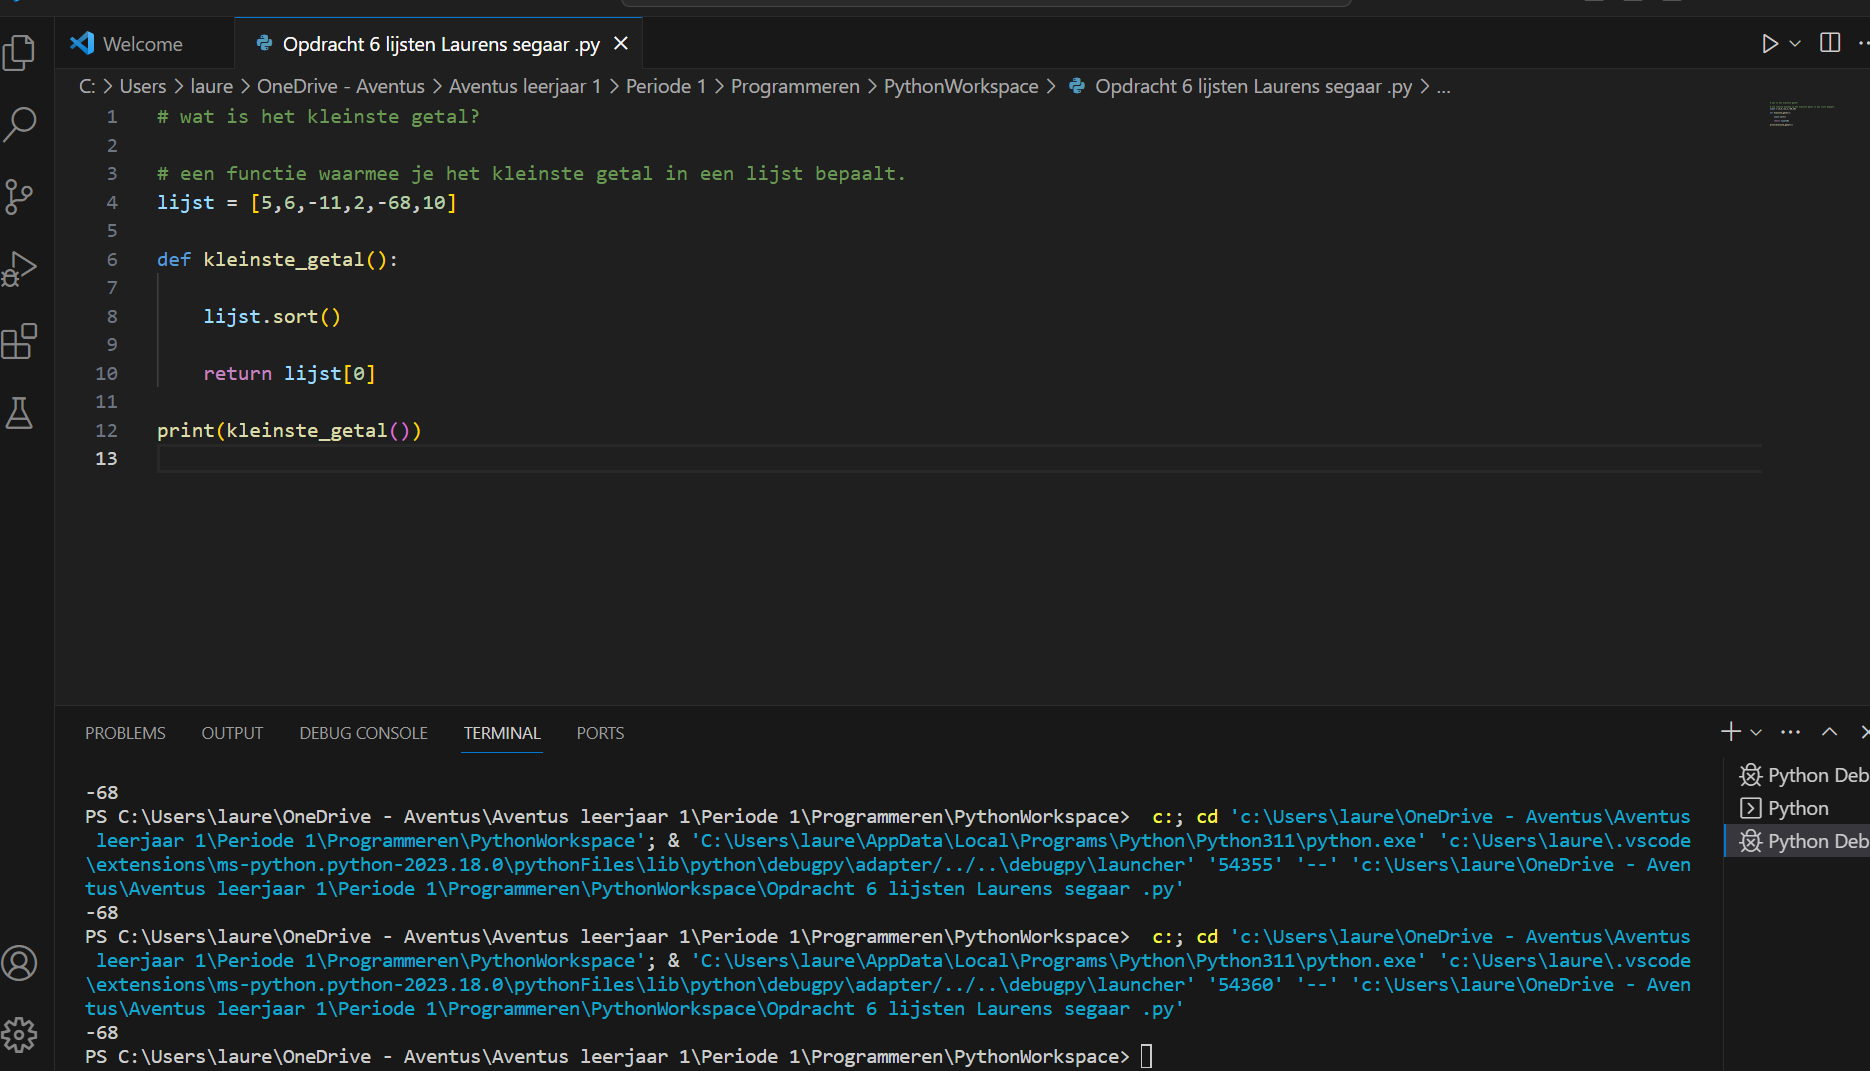 Welcome
Opdracht 6 lijsten Laurens segaar .py
C: > Users > laure > OneDrive - Aventus > Aventus leerjaar 1 > Periode 1 > Programmeren > PythonWorkspace > Opdracht 6 lijsten Laurens segaar .py > ...
1 # wat is het kleinste getal?
2
3 # een functie waarmee je het kleinste getal in een lijst bepaalt.
4 lijst = [5,6,-11,2,-68,10]
5
6 def kleinste_getal():
7
8 lijst.sort()
9
10 return lijst[0]
11
12 print(kleinste_getal())
13
PROBLEMS OUTPUT DEBUG CONSOLE TERMINAL PORTS
-68
PS C:\Users\laure\OneDrive - Aventus\Aventus leerjaar 1\Periode 1\Programmeren\PythonWorkspace>  c:; cd 'c:\Users\laure\OneDrive - Aventus\Aventus
leerjaar 1\Periode 1\Programmeren\PythonWorkspace'; & 'C:\Users\laure\AppData\Local\Programs\Python\Python311\python.exe' 'c:\Users\laure\.vscode
\extensions\ms-python.python-2023.18.0\pythonFiles\lib\python\debugpy\adapter/../..\debugpy\launcher' '54355' '--' 'c:\Users\laure\OneDrive - Aven
tus\Aventus leerjaar 1\Periode 1\Programmeren\PythonWorkspace\Opdracht 6 lijsten Laurens segaar .py'
-68
PS C:\Users\laure\OneDrive - Aventus\Aventus leerjaar 1\Periode 1\Programmeren\PythonWorkspace>  c:; cd 'c:\Users\laure\OneDrive - Aventus\Aventus
leerjaar 1\Periode 1\Programmeren\PythonWorkspace'; & 'C:\Users\laure\AppData\Local\Programs\Python\Python311\python.exe' 'c:\Users\laure\.vscode
\extensions\ms-python.python-2023.18.0\pythonFiles\lib\python\debugpy\adapter/../..\debugpy\launcher' '54360' '--' 'c:\Users\laure\OneDrive - Aven
tus\Aventus leerjaar 1\Periode 1\Programmeren\PythonWorkspace\Opdracht 6 lijsten Laurens segaar .py'
-68
PS C:\Users\laure\OneDrive - Aventus\Aventus leerjaar 1\Periode 1\Programmeren\PythonWorkspace>
Python Deb
Python
Python Deb